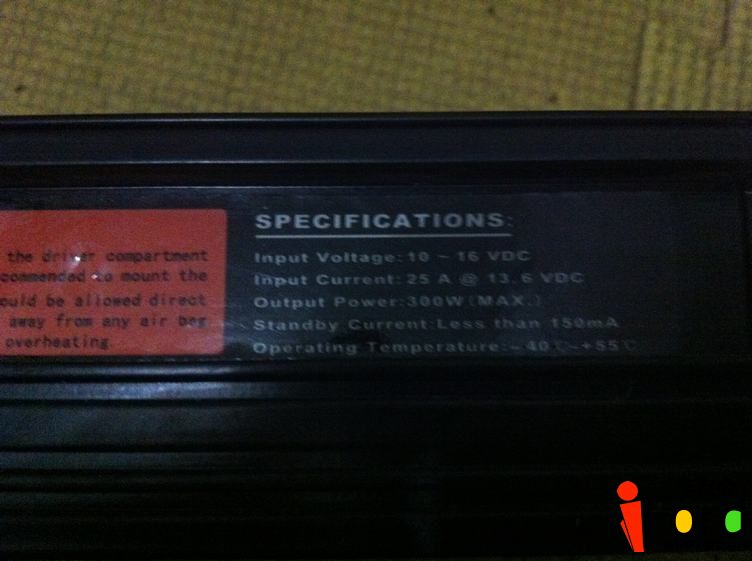 the driver compartment
commended to mount the
ould be allowed direct
away from any air bag
overheating.
SPECIFICATIONS:
Input Voltage:10 ~ 16 VDC
Input Current:25 A @ 13.6 VDC
Output Power:300W(MAX.)
Standby Current:Less than 150mA
Operating Temperature:-40℃~+55℃